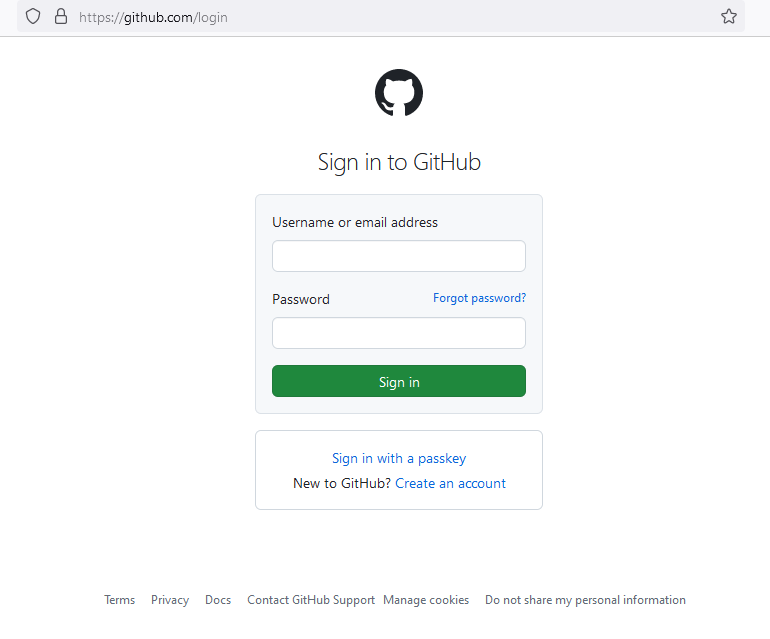 https://github.com/login
Sign in to GitHub
Username or email address
Password Forgot password?
Sign in
Sign in with a passkey
New to GitHub? Create an account
Terms Privacy Docs Contact GitHub Support Manage cookies Do not share my personal information